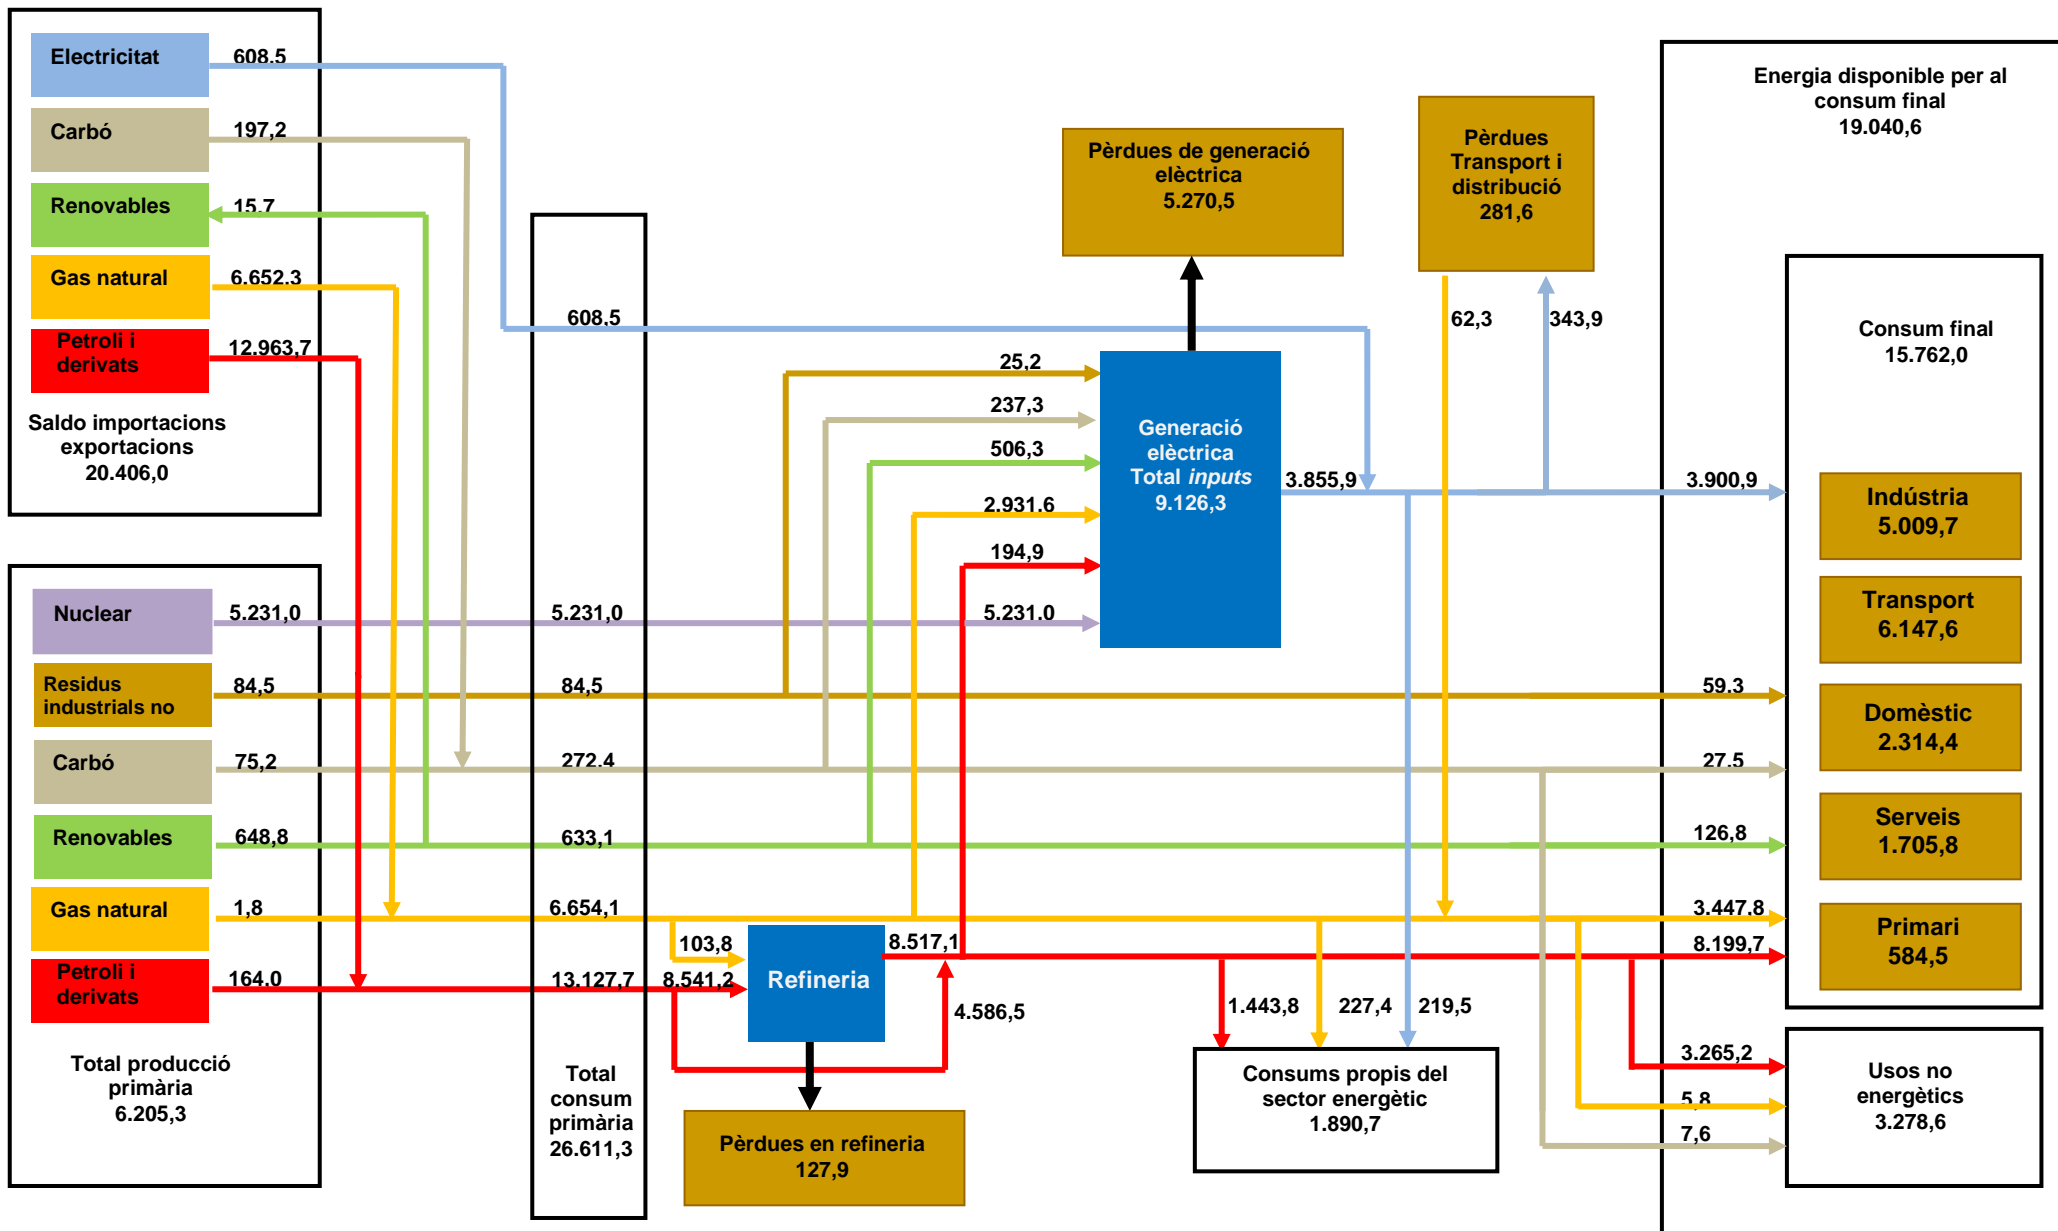 Electricitat
608,5
Carbó
197,2
Renovables
15,7
Gas natural
6.652,3
Petroli i
derivats
12.963,7
Saldo importacions
exportacions
20.406,0
Nuclear
5.231,0
Residus
industrials no
84,5
Carbó
75,2
Renovables
648,8
Gas natural
1,8
Petroli i
derivats
164,0
Total producció
primària
6.205,3
608,5
5.231,0
84,5
272,4
633,1
6.654,1
13.127,7
Total
consum
primària
26.611,3
103,8
8.541,2
Refineria
8.517,1
4.586,5
Pèrdues en refineria
127,9
Pèrdues de generació
elèctrica
5.270,5
25,2
237,3
506,3
2.931,6
194,9
5.231,0
Generació
elèctrica
Total inputs
9.126,3
3.855,9
Pèrdues
Transport i
distribució
281,6
62,3
343,9
1.443,8
227,4
219,5
Consums propis del
sector energètic
1.890,7
Energia disponible per al
consum final
19.040,6
3.900,9
59,3
27,5
126,8
3.447,8
8.199,7
3.265,2
5,8
7,6
Consum final
15.762,0
Indústria
5.009,7
Transport
6.147,6
Domèstic
2.314,4
Serveis
1.705,8
Primari
584,5
Usos no
energètics
3.278,6